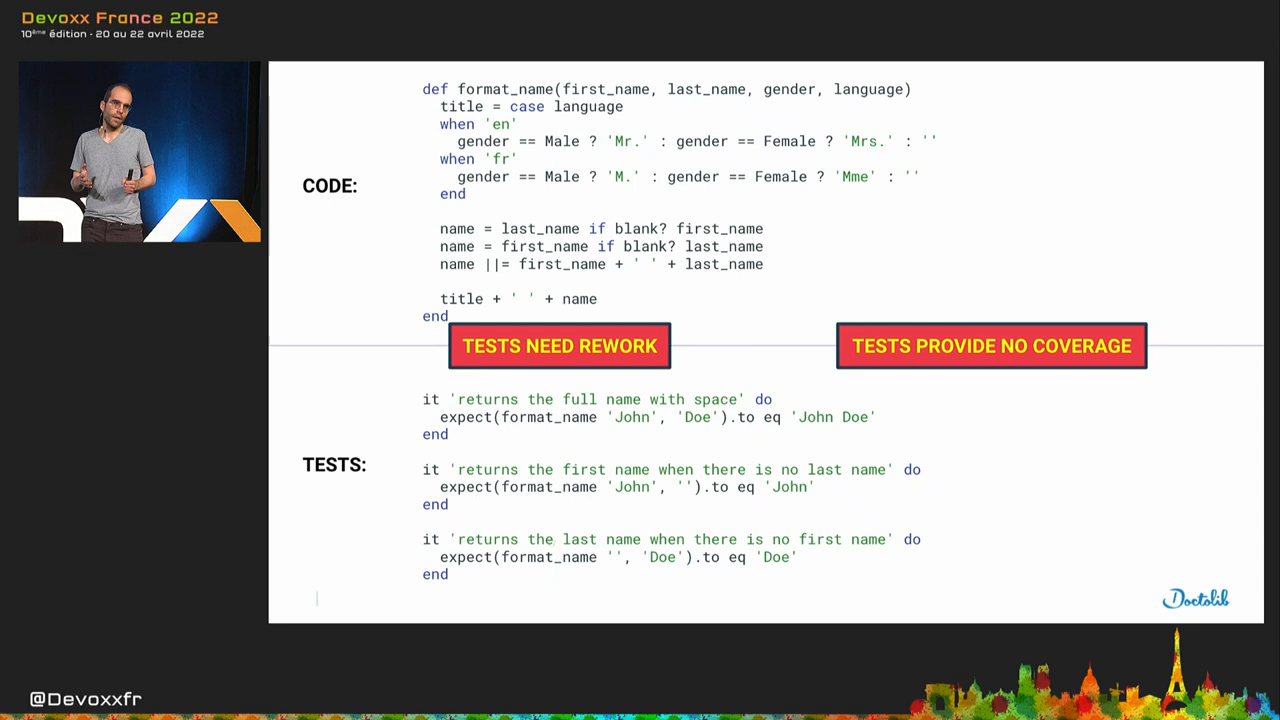 Devoxx France 2022
10ème édition - 20 au 22 avril 2022
CODE:
def format_name(first_name, last_name, gender, language)
title = case language
when 'en'
gender == Male ? 'Mr.' : gender == Female ? 'Mrs.' : ''
when 'fr'
gender == Male ? 'M.' : gender == Female ? 'Mme' : ''
end
name = last_name if blank? first_name
name = first_name if blank? last_name
name ||= first_name + ' ' + last_name
title + ' ' + name
end
TESTS NEED REWORK
TESTS PROVIDE NO COVERAGE
TESTS:
it 'returns the full name with space' do
expect(format_name 'John', 'Doe').to eq 'John Doe'
end
it 'returns the first name when there is no last name' do
expect(format_name 'John', '').to eq 'John'
end
it 'returns the last name when there is no first name' do
expect(format_name '', 'Doe').to eq 'Doe'
end
Doctolib
@Devoxxfr